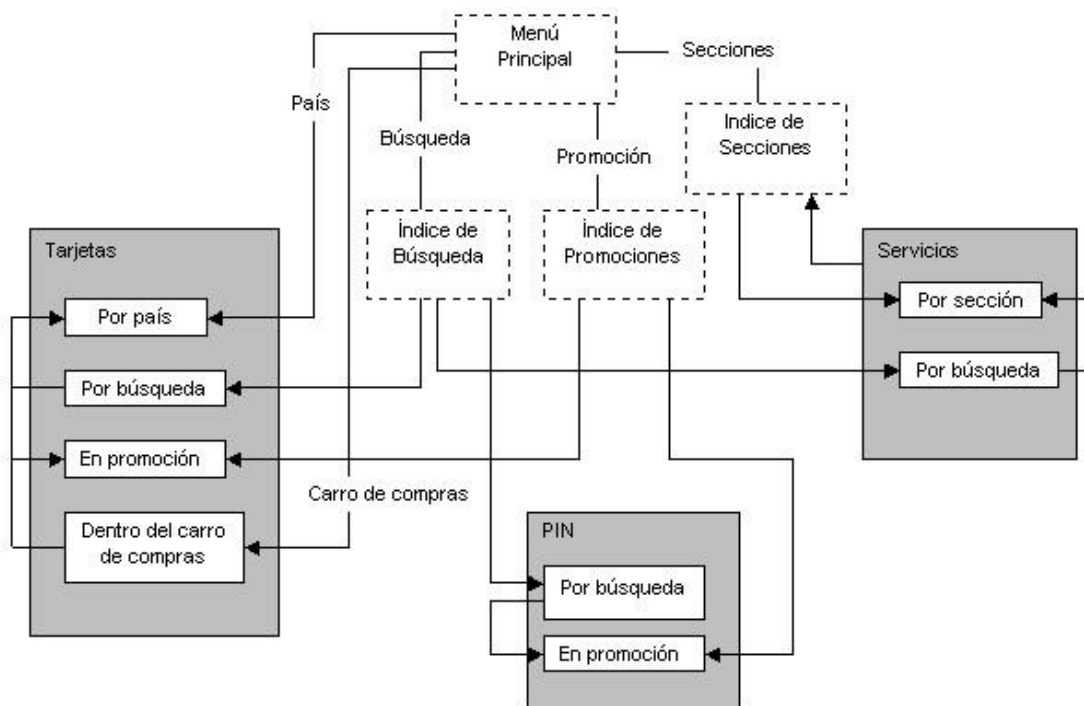 Menú
Principal
Secciones
País
Búsqueda
Promoción
Indice de
Secciones
Índice de
Búsqueda
Índice de
Promociones
Tarjetas
Por país
Por búsqueda
En promoción
Dentro del carro
de compras
Carro de compras
Servicios
Por sección
Por búsqueda
PIN
Por búsqueda
En promoción